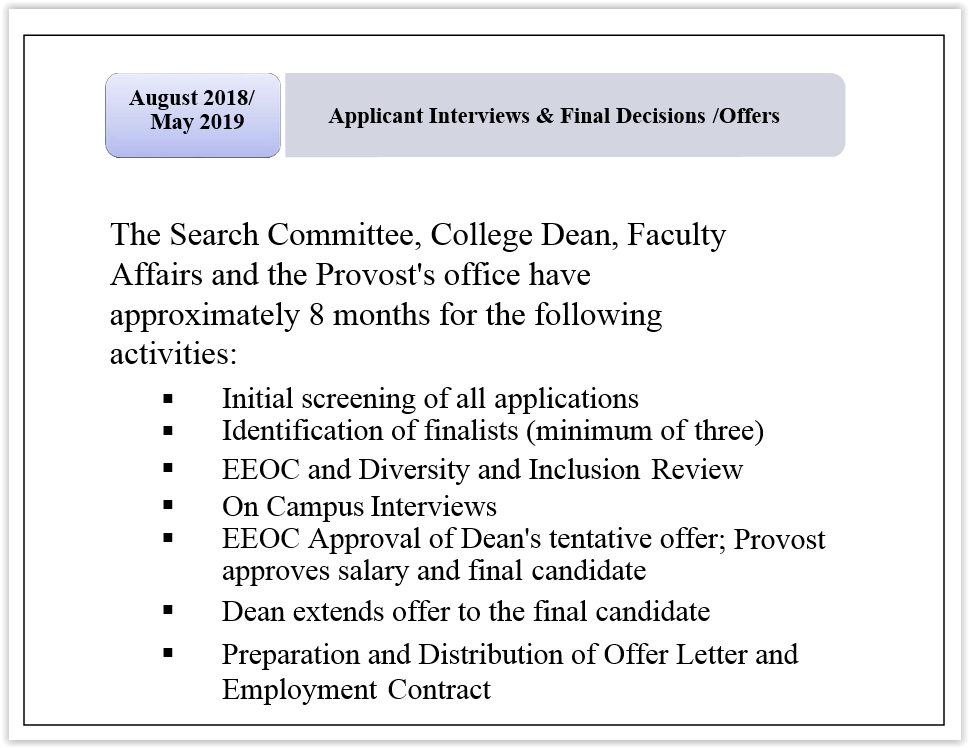 August 2018/
May 2019
Applicant Interviews & Final Decisions /Offers
The Search Committee, College Dean, Faculty
Affairs and the Provost's office have
approximately 8 months for the following
activities:
▪ Initial screening of all applications
▪ Identification of finalists (minimum of three)
▪ EEOC and Diversity and Inclusion Review
▪ On Campus Interviews
▪ EEOC Approval of Dean's tentative offer; Provost
approves salary and final candidate
▪ Dean extends offer to the final candidate
▪ Preparation and Distribution of Offer Letter and
Employment Contract